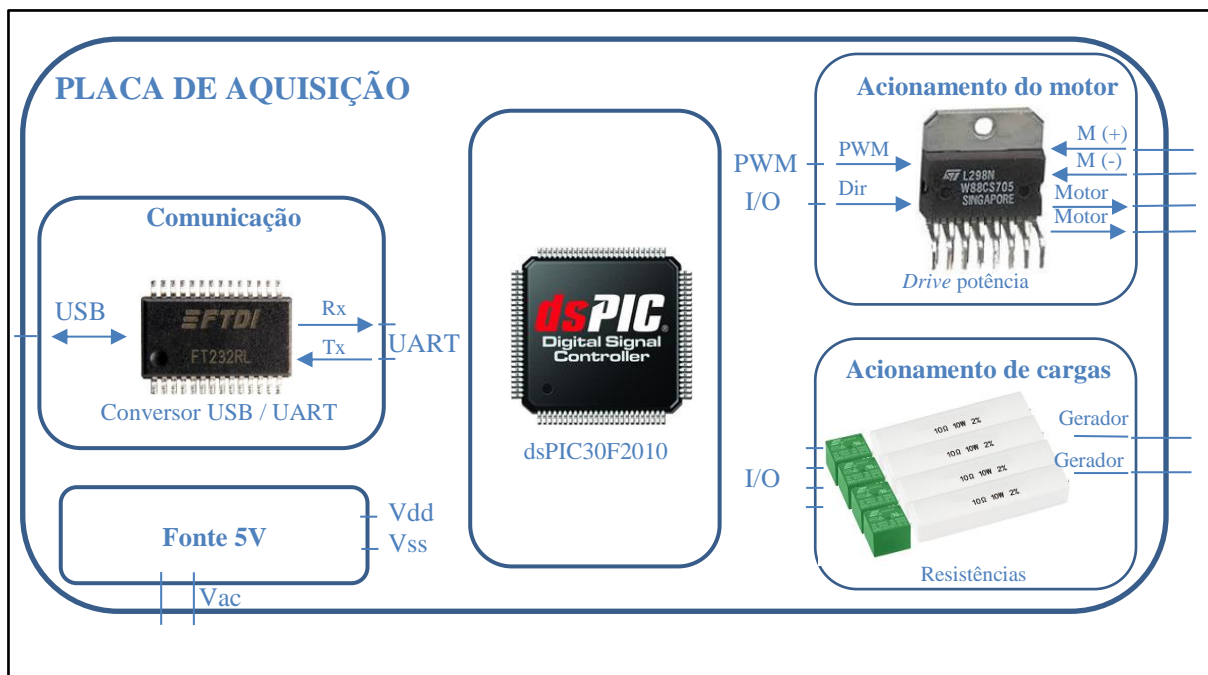 PLACA DE AQUISIÇÃO
Comunicação
USB
FTDI
FT232RL
Rx
Tx
UART
Conversor USB / UART
Fonte 5V
Vdd
Vss
Vac
dsPIC®
Digital Signal
Controller
dsPIC30F2010
Acionamento do motor
PWM
I/O
PWM
Dir
L298N
W88CS705
SINGAPORE
M (+)
M (-)
Motor
Motor
Drive potência
Acionamento de cargas
I/O
10Ω 10W 2%
10Ω 10W 2%
10Ω 10W 2%
10Ω 10W 2%
Gerador
Gerador
Resistências